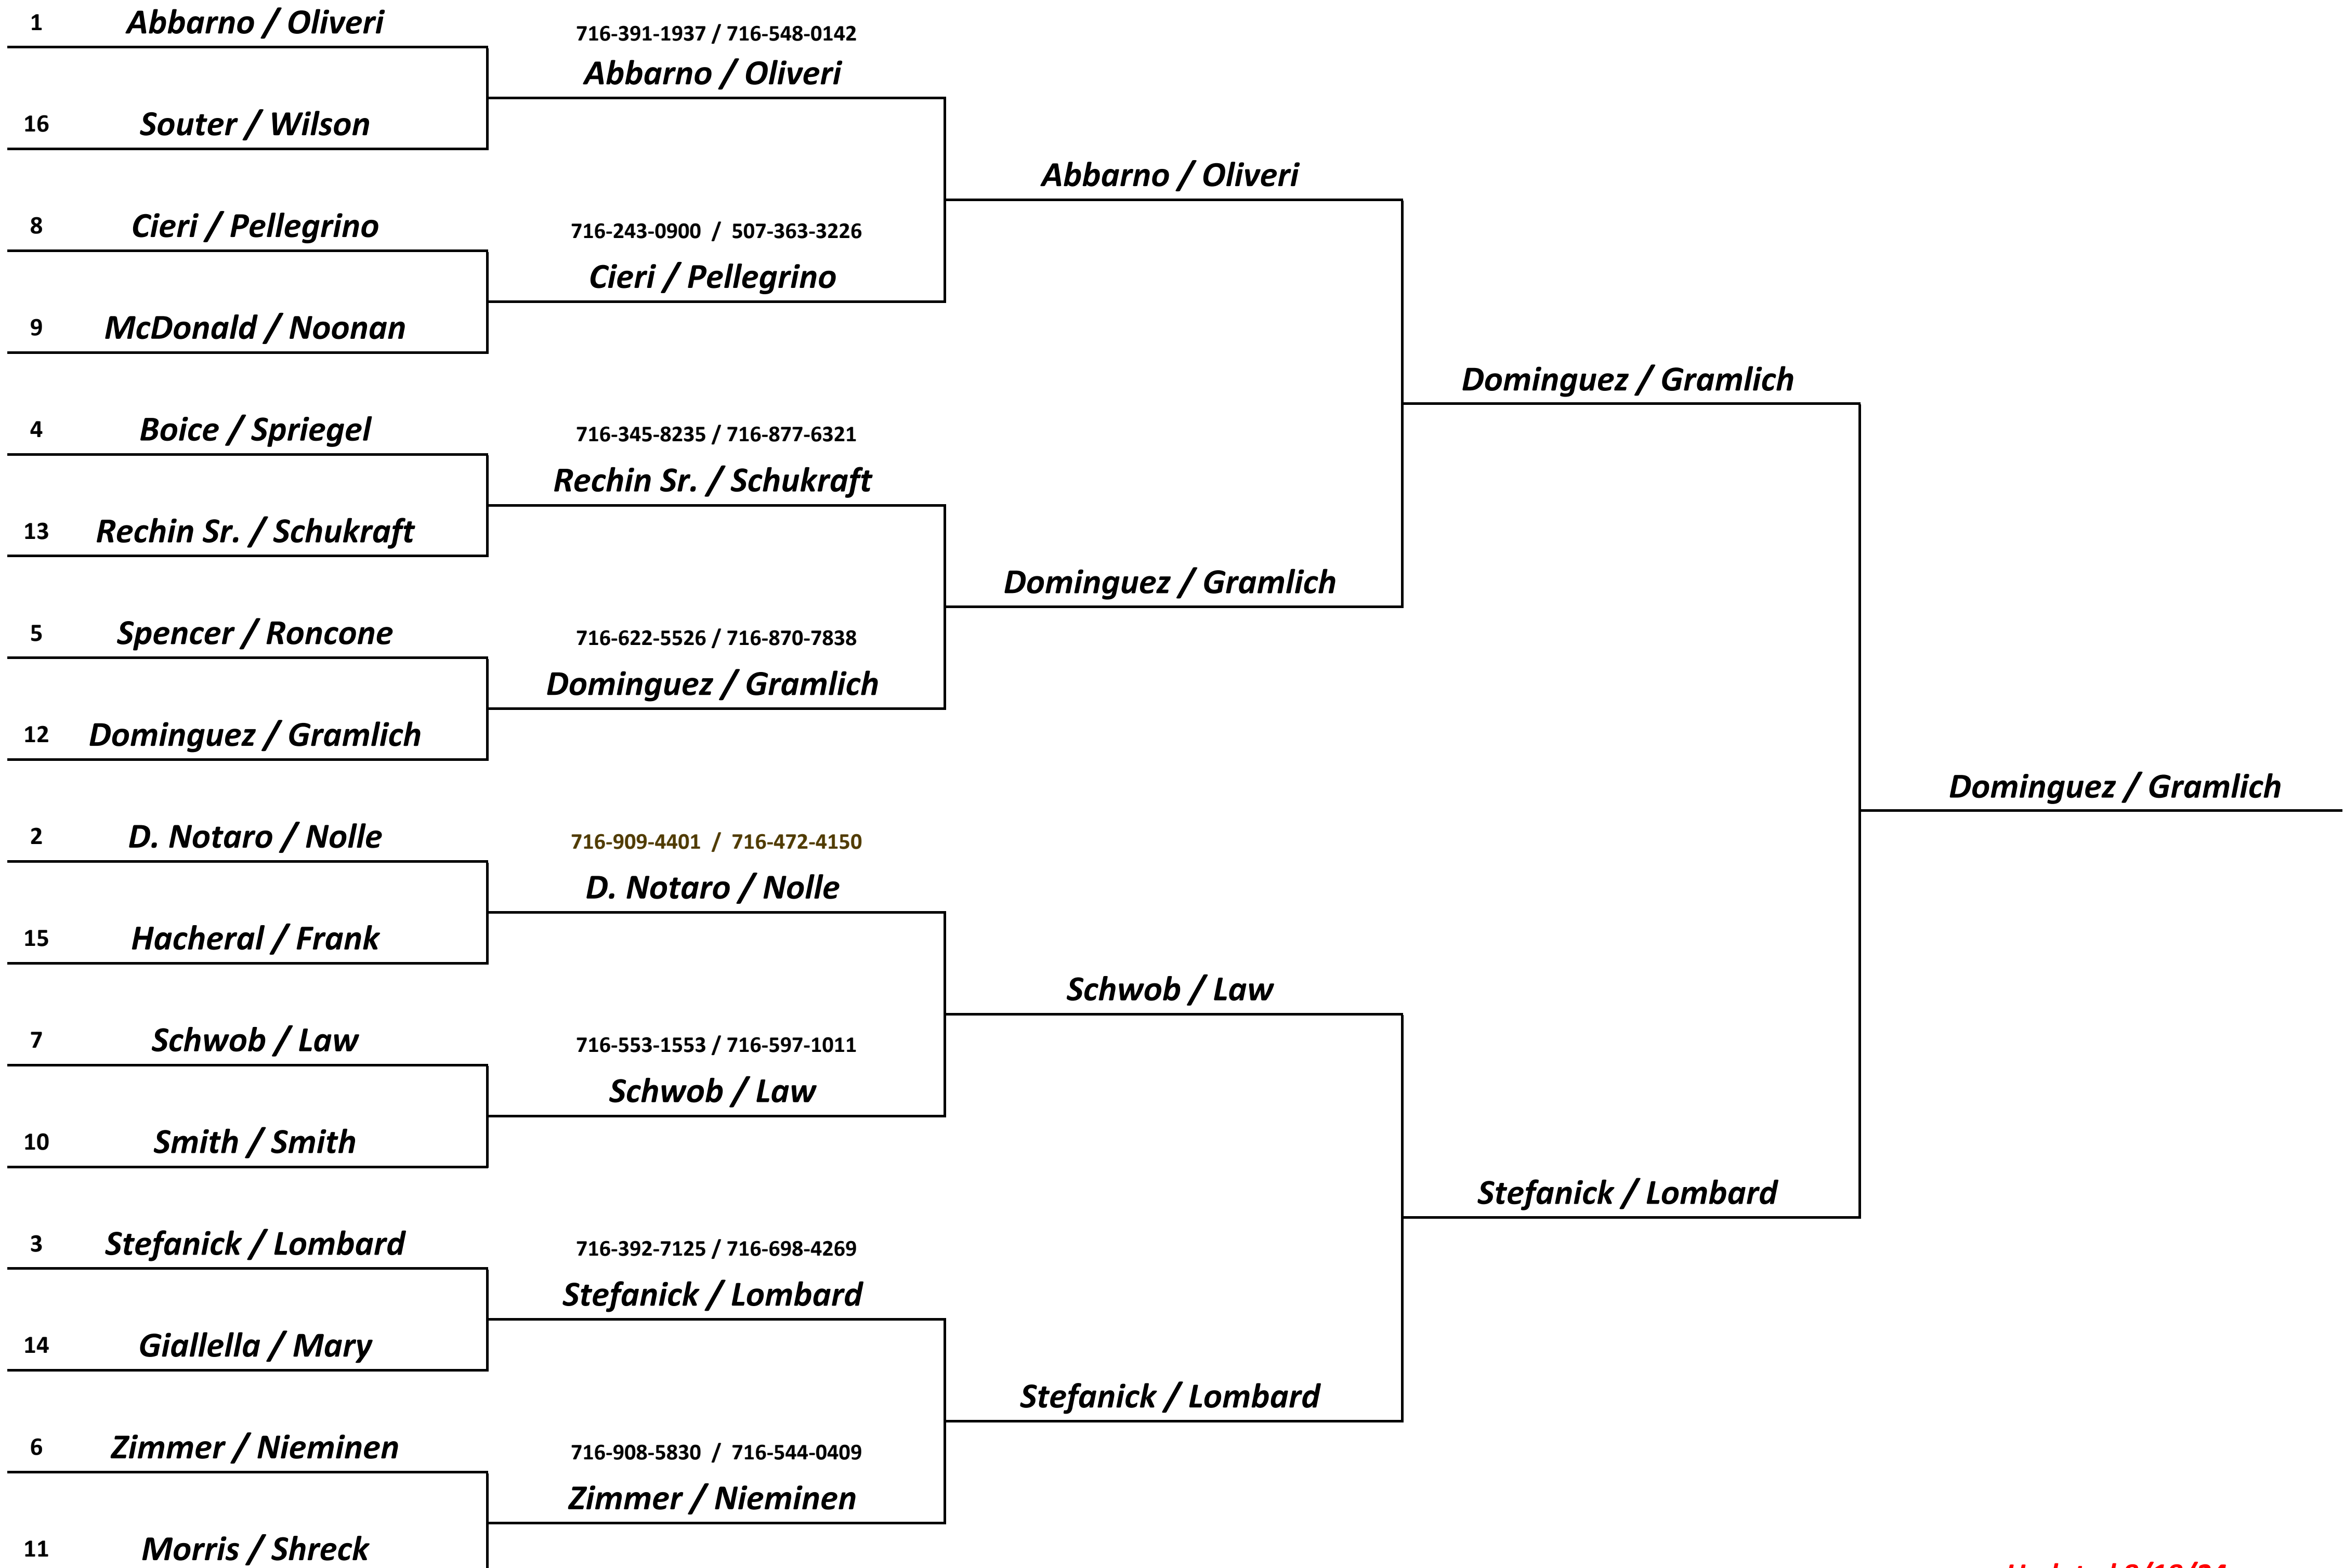 1 Abbarno / Oliveri
716-391-1937 / 716-548-0142
Abbarno / Oliveri
16 Souter / Wilson
Abbarno / Oliveri
8 Cieri / Pellegrino
716-243-0900 / 507-363-3226
Cieri / Pellegrino
9 McDonald / Noonan
Dominguez / Gramlich
4 Boice / Spriegel
716-345-8235 / 716-877-6321
Rechin Sr. / Schukraft
13 Rechin Sr. / Schukraft
Dominguez / Gramlich
5 Spencer / Roncone
716-622-5526 / 716-870-7838
Dominguez / Gramlich
12 Dominguez / Gramlich
Dominguez / Gramlich
2 D. Notaro / Nolle
716-909-4401 / 716-472-4150
D. Notaro / Nolle
15 Hacheral / Frank
Schwob / Law
7 Schwob / Law
716-553-1553 / 716-597-1011
Schwob / Law
10 Smith / Smith
Stefanick / Lombard
3 Stefanick / Lombard
716-392-7125 / 716-698-4269
Stefanick / Lombard
14 Giallella / Mary
Stefanick / Lombard
6 Zimmer / Nieminen
716-908-5830 / 716-544-0409
Zimmer / Nieminen
11 Morris / Shreck